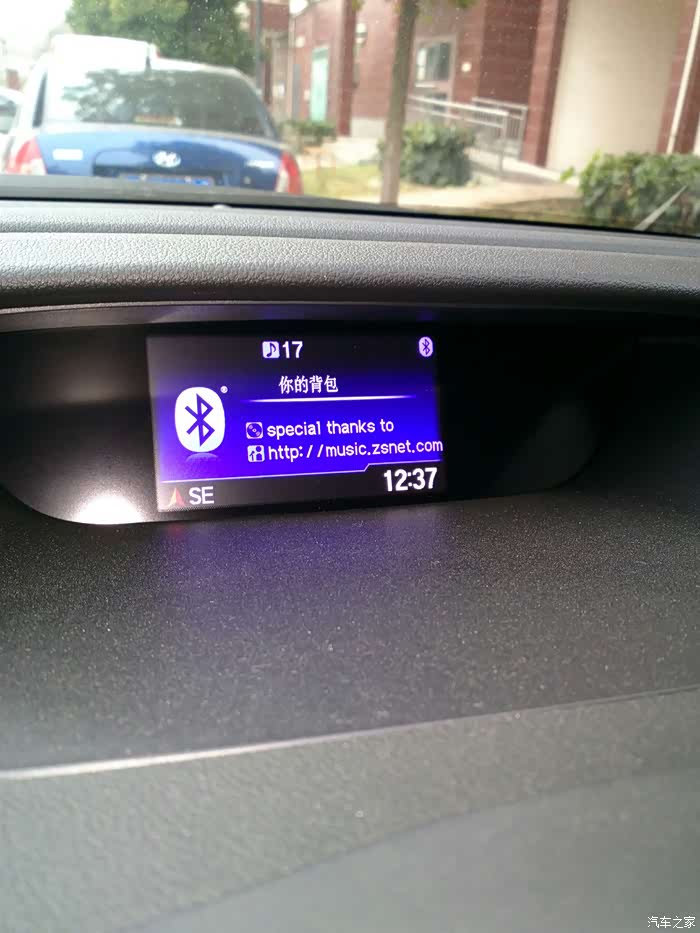 17
你的背包
special thanks to
http://music.zsnet.com
SE
12:37
汽车之家